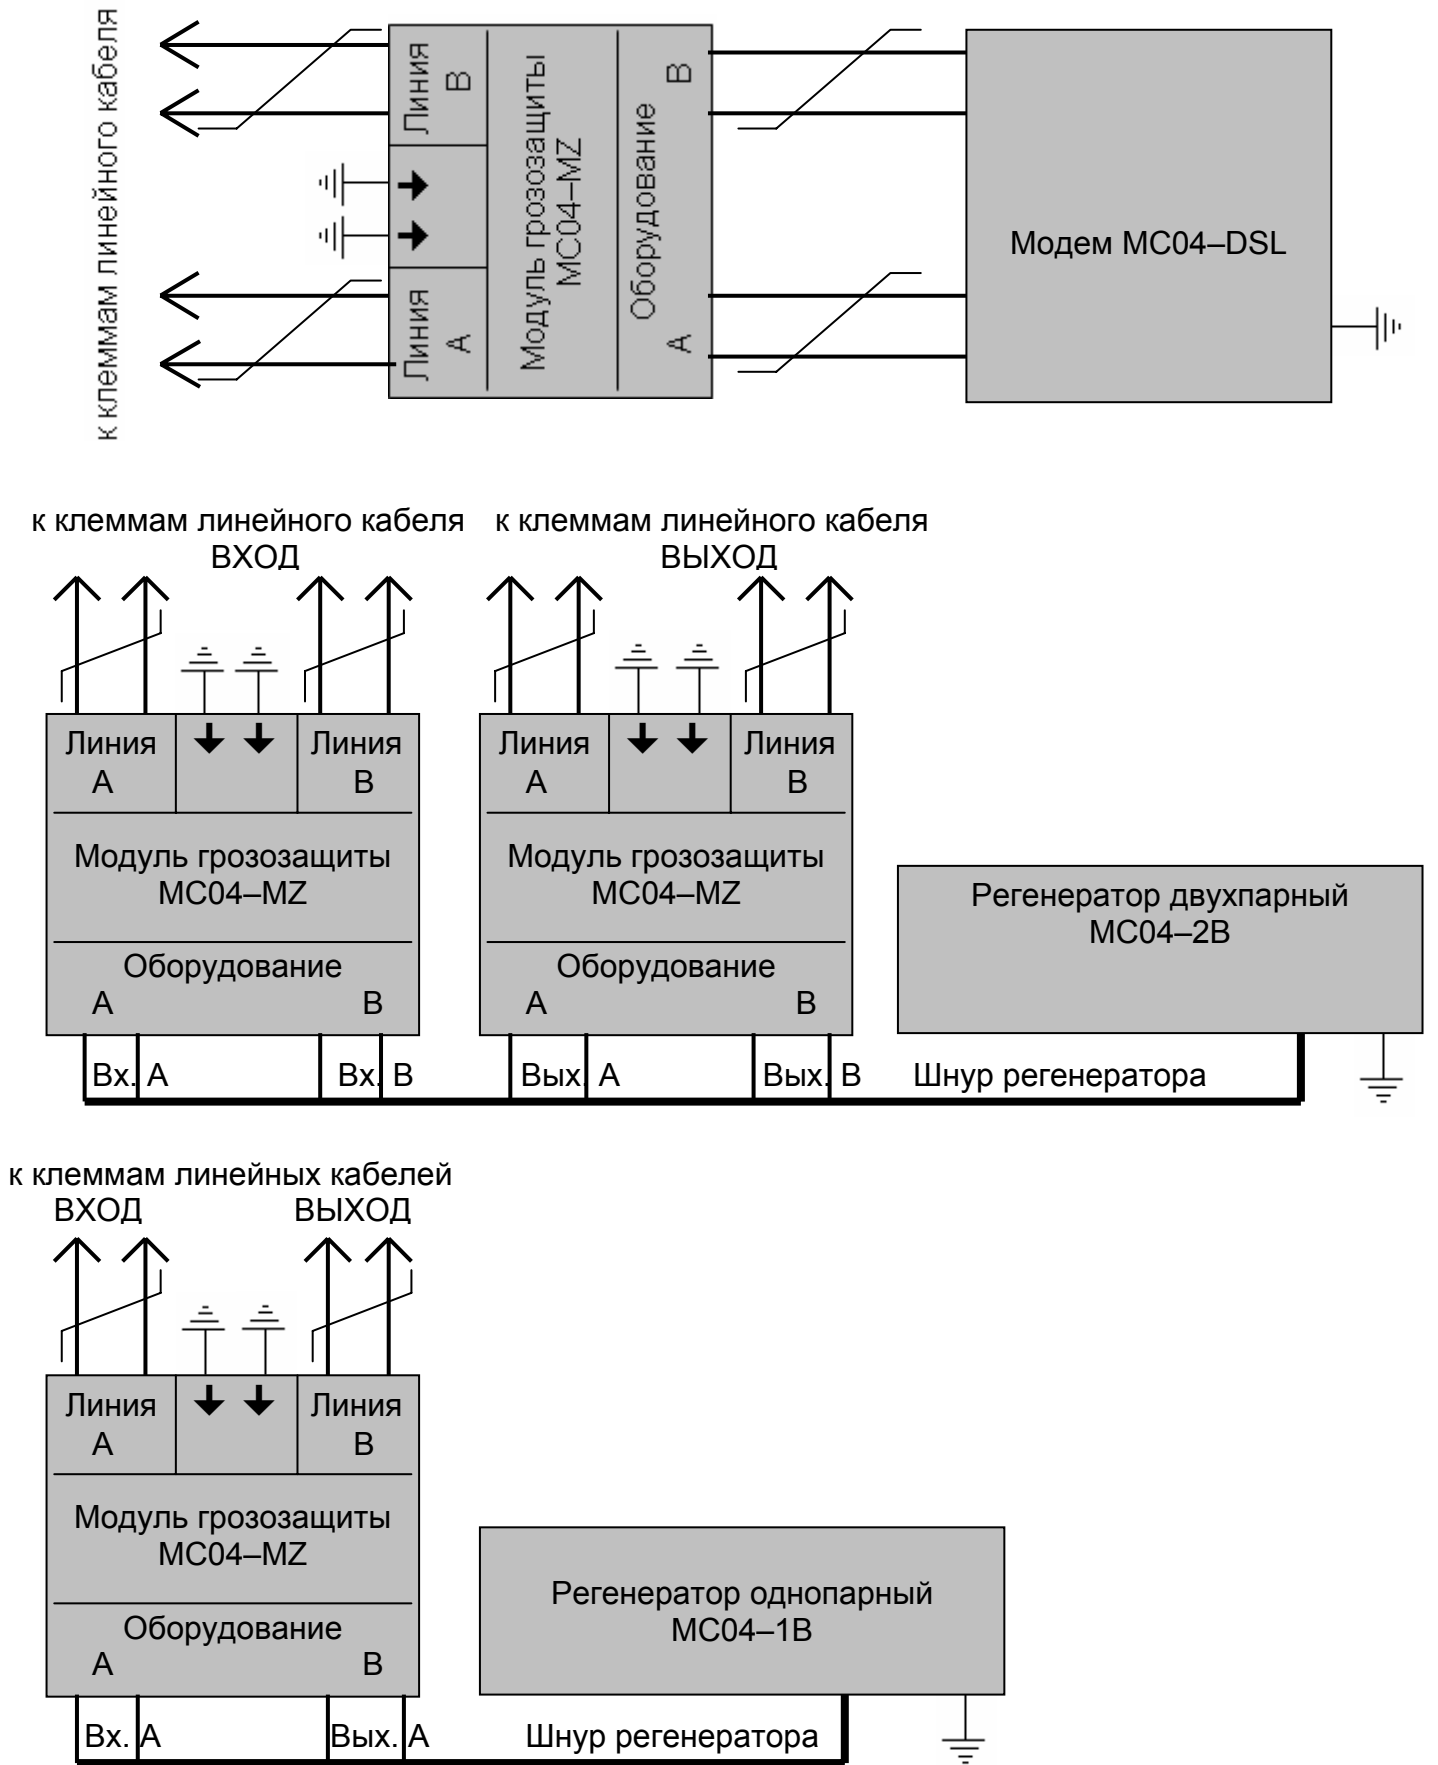 к клеммам линейного кабеля
Линия
В
Линия
А
Модуль грозозащиты
МС04–MZ
Оборудование
В
А
Модем МС04–DSL
к клеммам линейного кабеля
ВХОД
к клеммам линейного кабеля
ВЫХОД
Линия
А
Линия
В
Модуль грозозащиты
МС04–MZ
Оборудование
А
В
Вх. А
Вх. В
Линия
А
Линия
В
Модуль грозозащиты
МС04–MZ
Оборудование
А
В
Вых. А
Вых. В
Регенератор двухпарный
МС04–2В
Шнур регенератора
к клеммам линейных кабелей
ВХОД
ВЫХОД
Линия
А
Линия
В
Модуль грозозащиты
МС04–MZ
Оборудование
А
В
Вх. А
Вых. А
Регенератор однопарный
МС04–1В
Шнур регенератора